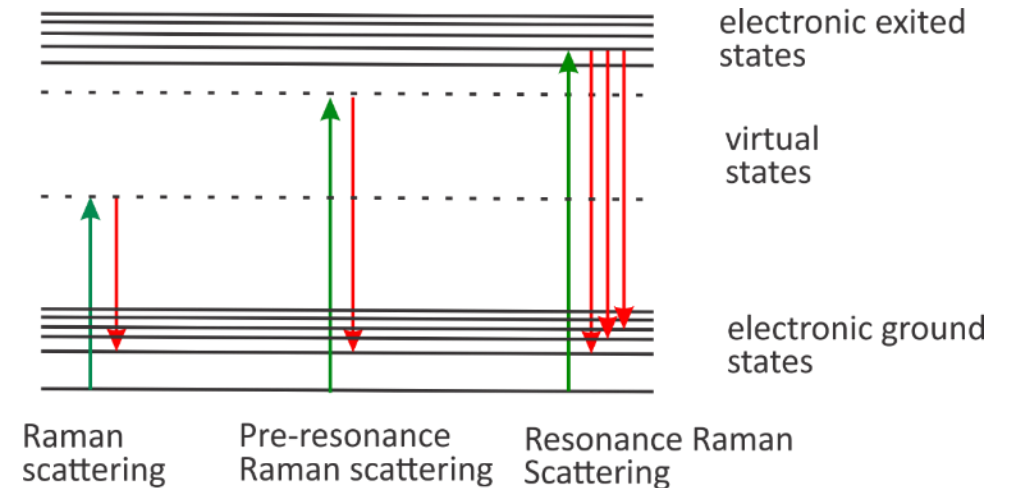 electronic exited
states
virtual
states
electronic ground
states
Raman
scattering
Pre-resonance
Raman scattering
Resonance Raman
Scattering